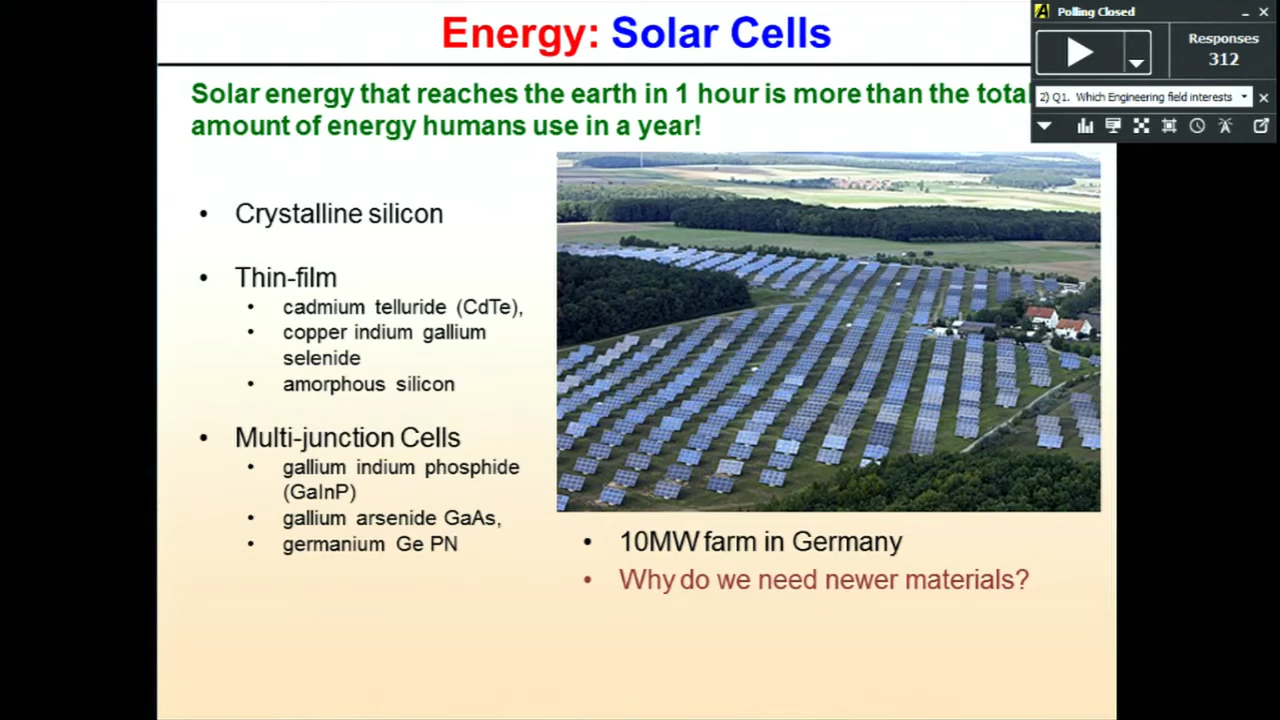 Energy: Solar Cells
Solar energy that reaches the earth in 1 hour is more than the tota
amount of energy humans use in a year!
• Crystalline silicon
• Thin-film
• cadmium telluride (CdTe),
• copper indium gallium
selenide
• amorphous silicon
• Multi-junction Cells
• gallium indium phosphide
(GaInP)
• gallium arsenide GaAs,
• germanium Ge PN
• 10MW farm in Germany
• Why do we need newer materials?
Polling Closed
Responses
312
2) Q1. Which Engineering field interests